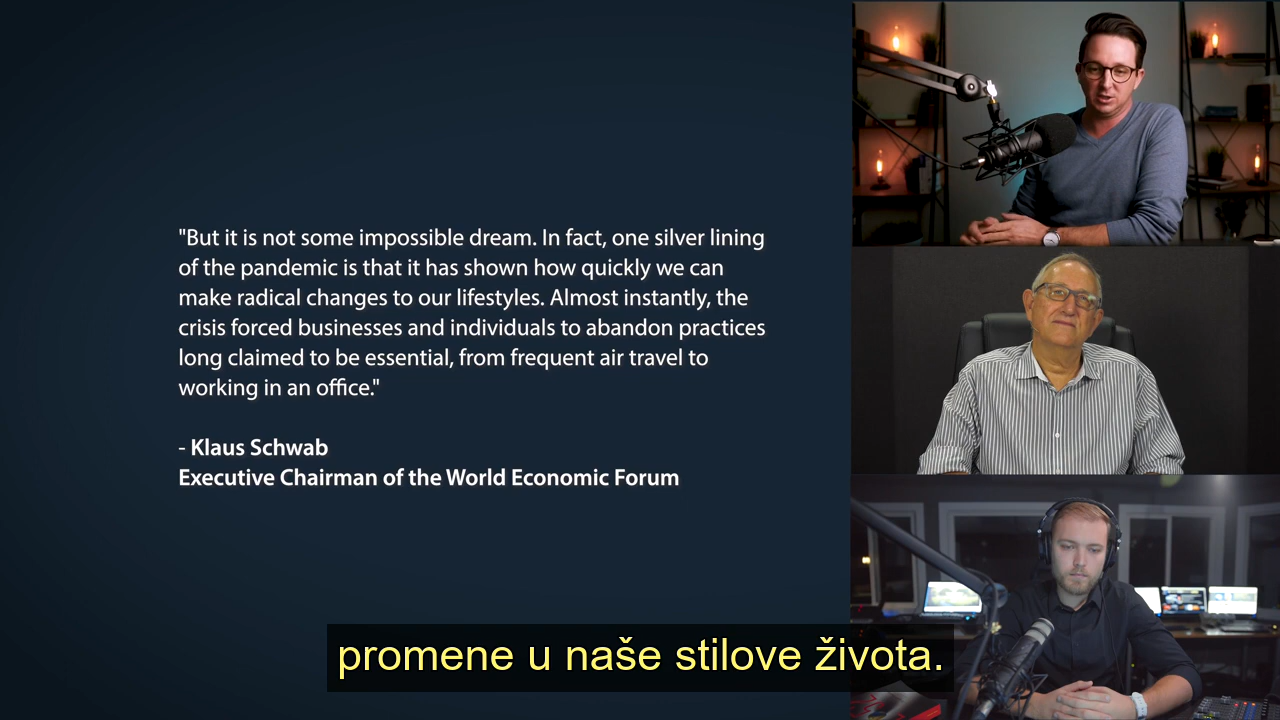 "But it is not some impossible dream. In fact, one silver lining
of the pandemic is that it has shown how quickly we can
make radical changes to our lifestyles. Almost instantly, the
crisis forced businesses and individuals to abandon practices
long claimed to be essential, from frequent air travel to
working in an office."
- Klaus Schwab
Executive Chairman of the World Economic Forum
promene u naše stilove života.